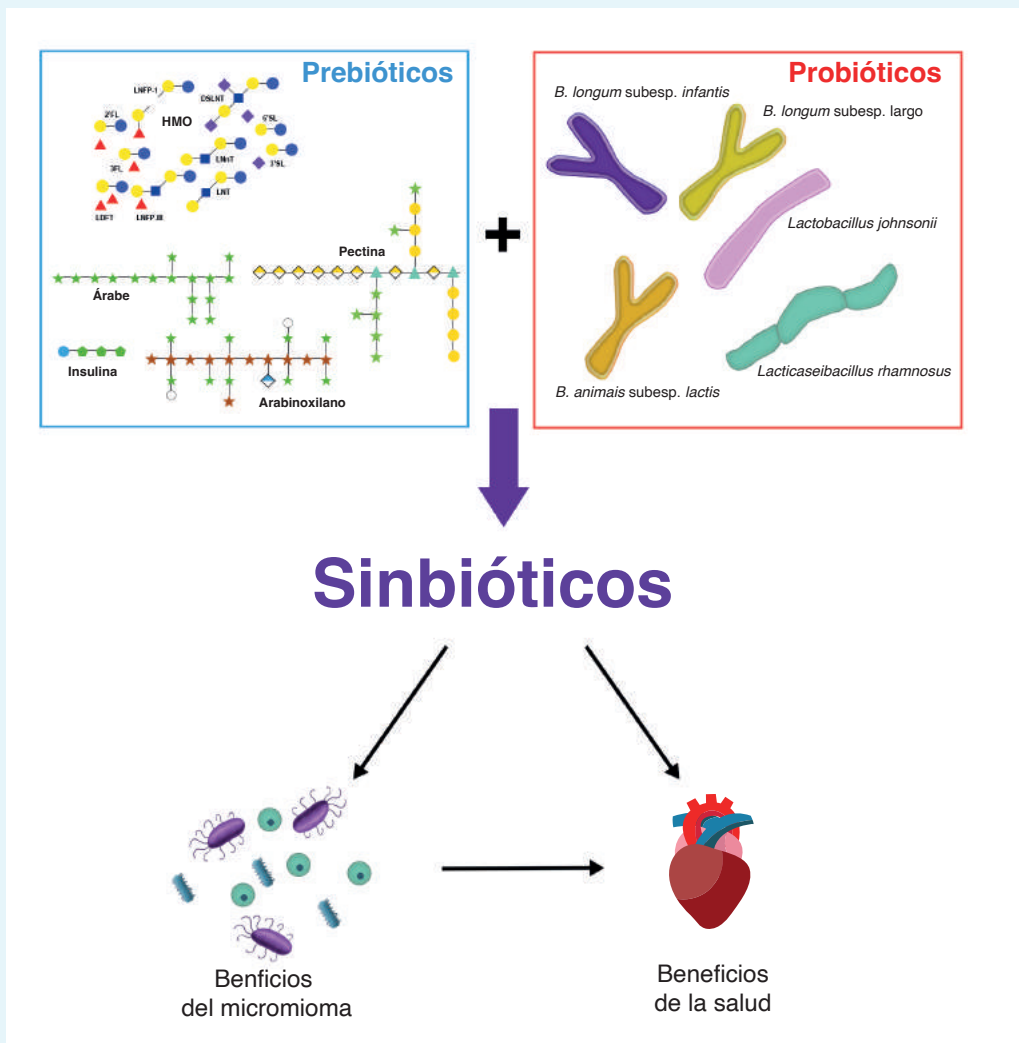 Prebióticos
LNFP-1
DSLNT
2'FL
HMO
6'SL
3FL
LMnT
3'SL
LNT
LDFT
LNFP.III
Pectina
Árabe
Insulina
Arabinoxilano
+
Probióticos
B. longum subesp. infantis
B. longum subesp. largo
Lactobacillus johnsonii
Lacticaseibacillus rhamnosus
B. animais subesp. lactis
Sinbióticos
Benficios
del micromioma
Beneficios
de la salud